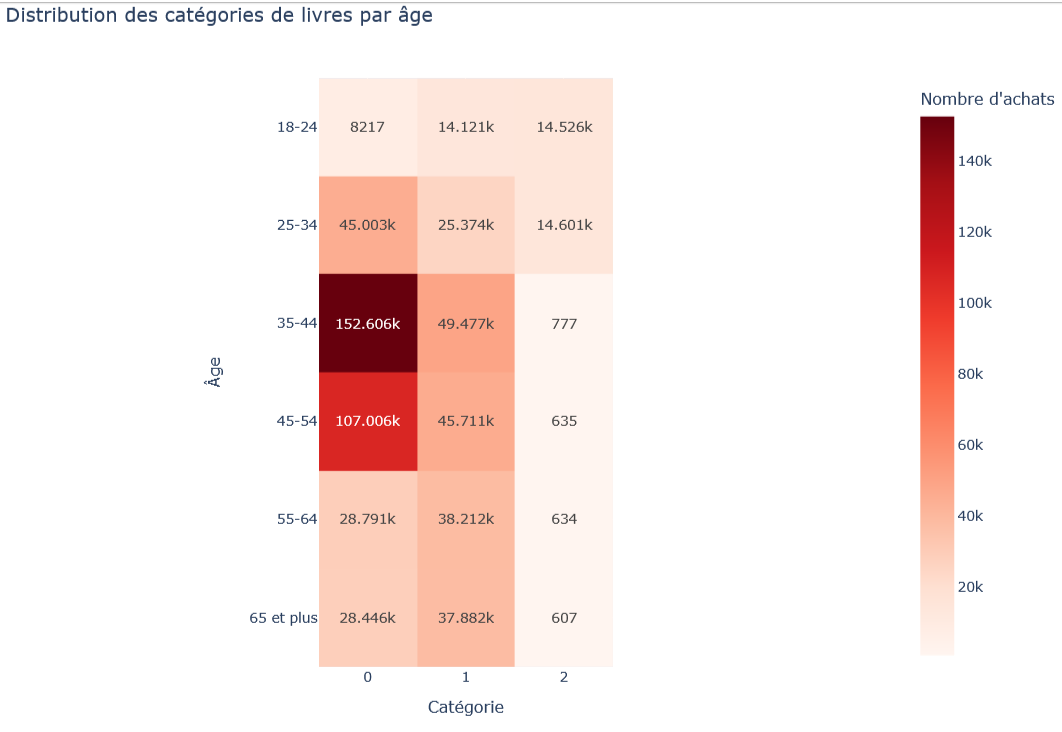 Distribution des catégories de livres par âge
Nombre d'achats
18-24 8217 14.121k 14.526k
25-34 45.003k 25.374k 14.601k
35-44 152.606k 49.477k 777
45-54 107.006k 45.711k 635
55-64 28.791k 38.212k 634
65 et plus 28.446k 37.882k 607
0 1 2
Âge
Catégorie
140k
120k
100k
80k
60k
40k
20k